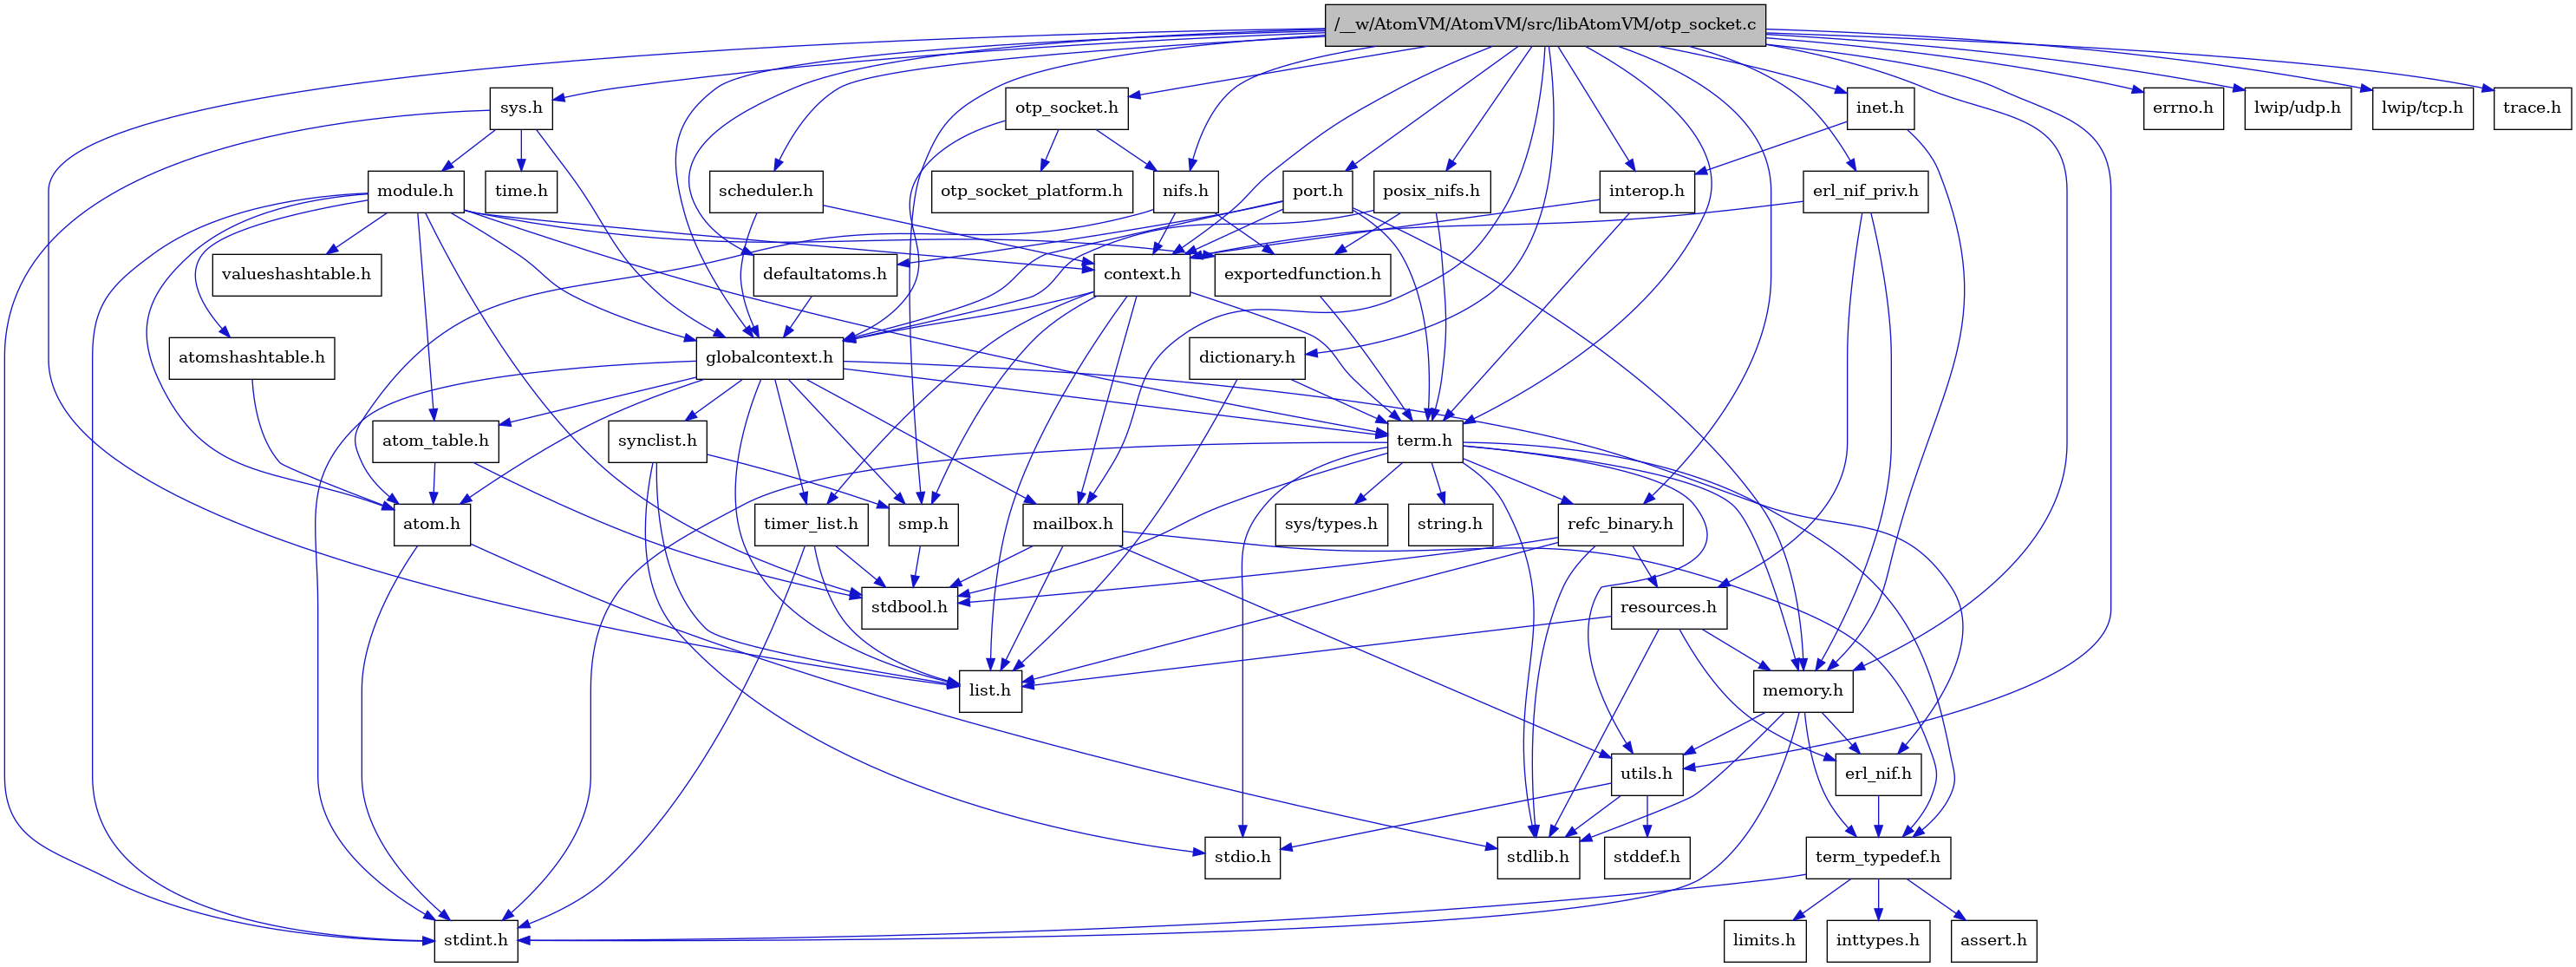 /__w/AtomVM/AtomVM/src/libAtomVM/otp_socket.c
sys.h
otp_socket.h
inet.h
errno.h
lwip/udp.h
lwip/tcp.h
trace.h
module.h
time.h
scheduler.h
otp_socket_platform.h
nifs.h
port.h
posix_nifs.h
interop.h
erl_nif_priv.h
valueshashtable.h
defaultatoms.h
context.h
exportedfunction.h
atomshashtable.h
globalcontext.h
dictionary.h
atom_table.h
synclist.h
term.h
atom.h
timer_list.h
smp.h
mailbox.h
sys/types.h
string.h
refc_binary.h
stdbool.h
resources.h
list.h
memory.h
utils.h
erl_nif.h
stdio.h
stdlib.h
stddef.h
term_typedef.h
stdint.h
limits.h
inttypes.h
assert.h